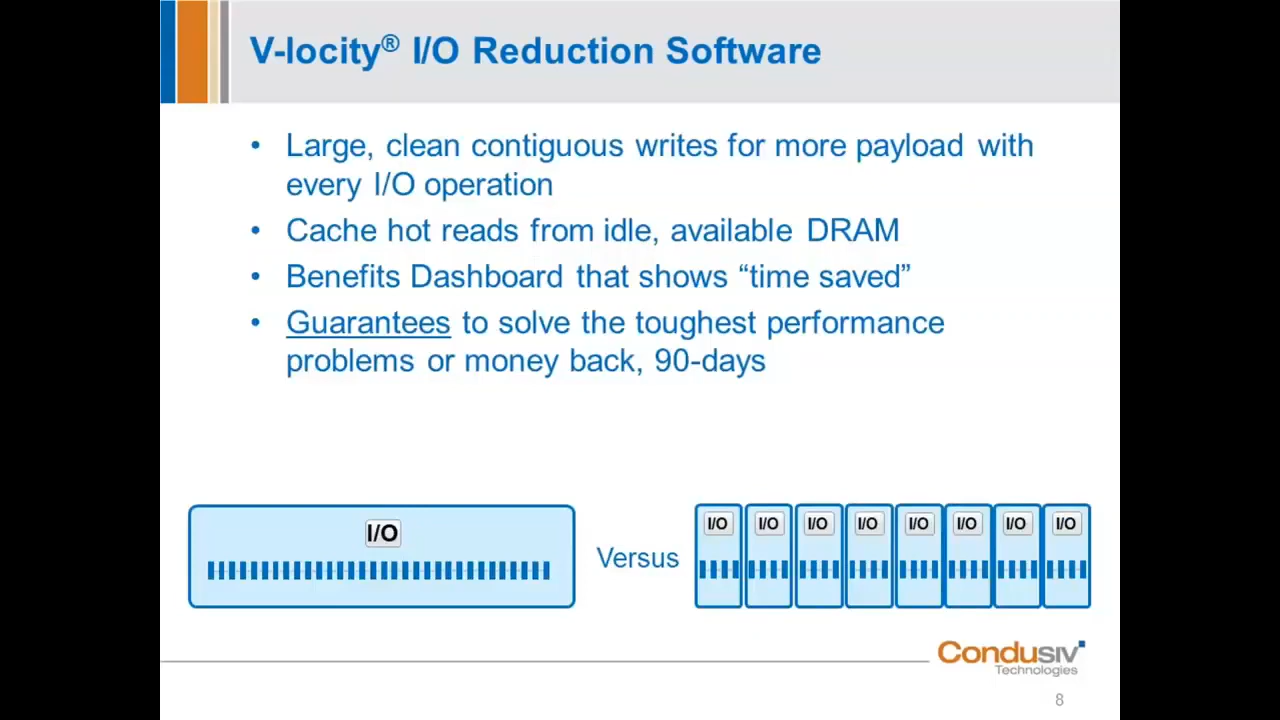 V-locity® I/O Reduction Software
• Large, clean contiguous writes for more payload with
every I/O operation
• Cache hot reads from idle, available DRAM
• Benefits Dashboard that shows “time saved”
• Guarantees to solve the toughest performance
problems or money back, 90-days
I/O
Versus
I/O I/O I/O I/O I/O I/O I/O I/O
Condusiv
Technologies
8